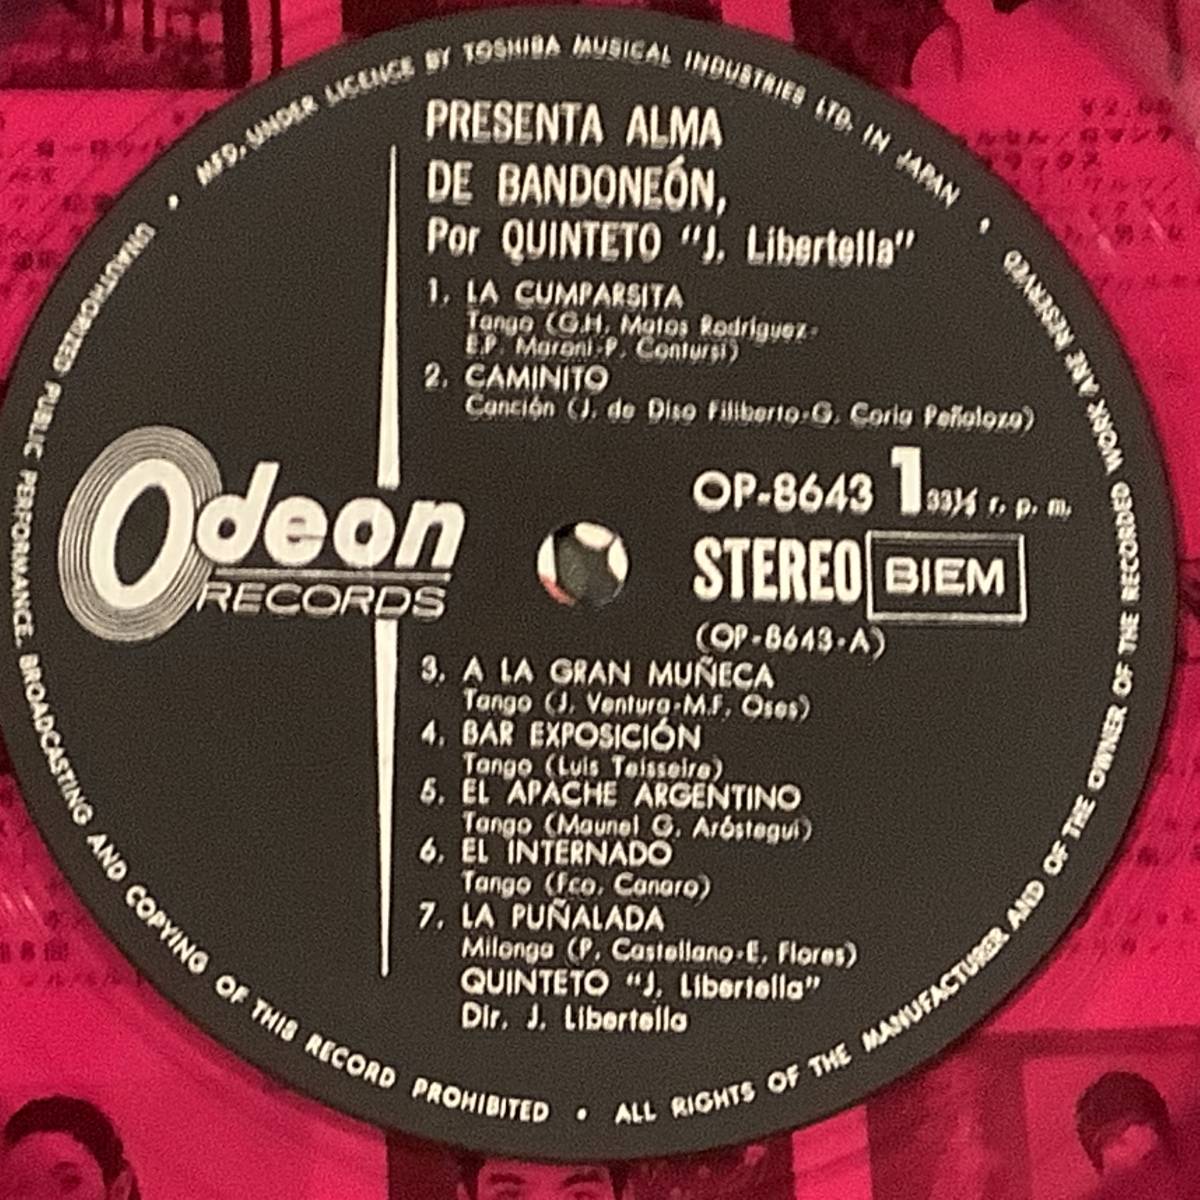 MFD. UNDER LICENCE BY TOSHIBA MUSICAL INDUSTRIES LTD. IN JAPAN •
ALL RIGHTS OF THE MANUFACTURER AND OF THE OWNER OF THE RECORDED WORK ARE RESERVED
UNAUTHORIZED PUBLIC PERFORMANCE, BROADCASTING AND COPYING OF THIS RECORD PROHIBITED •
PRESENTA ALMA
DE BANDONEÓN,
Por QUINTETO "J. Libertella"
1. LA CUMPARSITA
Tango (G.H. Matos Rodriguez-
E.P. Maroni-P. Contursi)
2. CAMINITO
Canción (J. de Diso Filiberto-G. Coria Peñaloza)
Odeon
RECORDS
OP-8643 1 33⅓ r. p. m.
STEREO BIEM
(OP-8643-A)
3. A LA GRAN MUÑECA
Tango (J. Ventura-M.F. Oses)
4. BAR EXPOSICIÓN
Tango (Luis Teisseire)
5. EL APACHE ARGENTINO
Tango (Maunel G. Aróstegui)
6. EL INTERNADO
Tango (Fco. Canaro)
7. LA PUÑALADA
Milonga (P. Castellano-E. Flores)
QUINTETO "J. Libertella"
Dir. J. Libertella